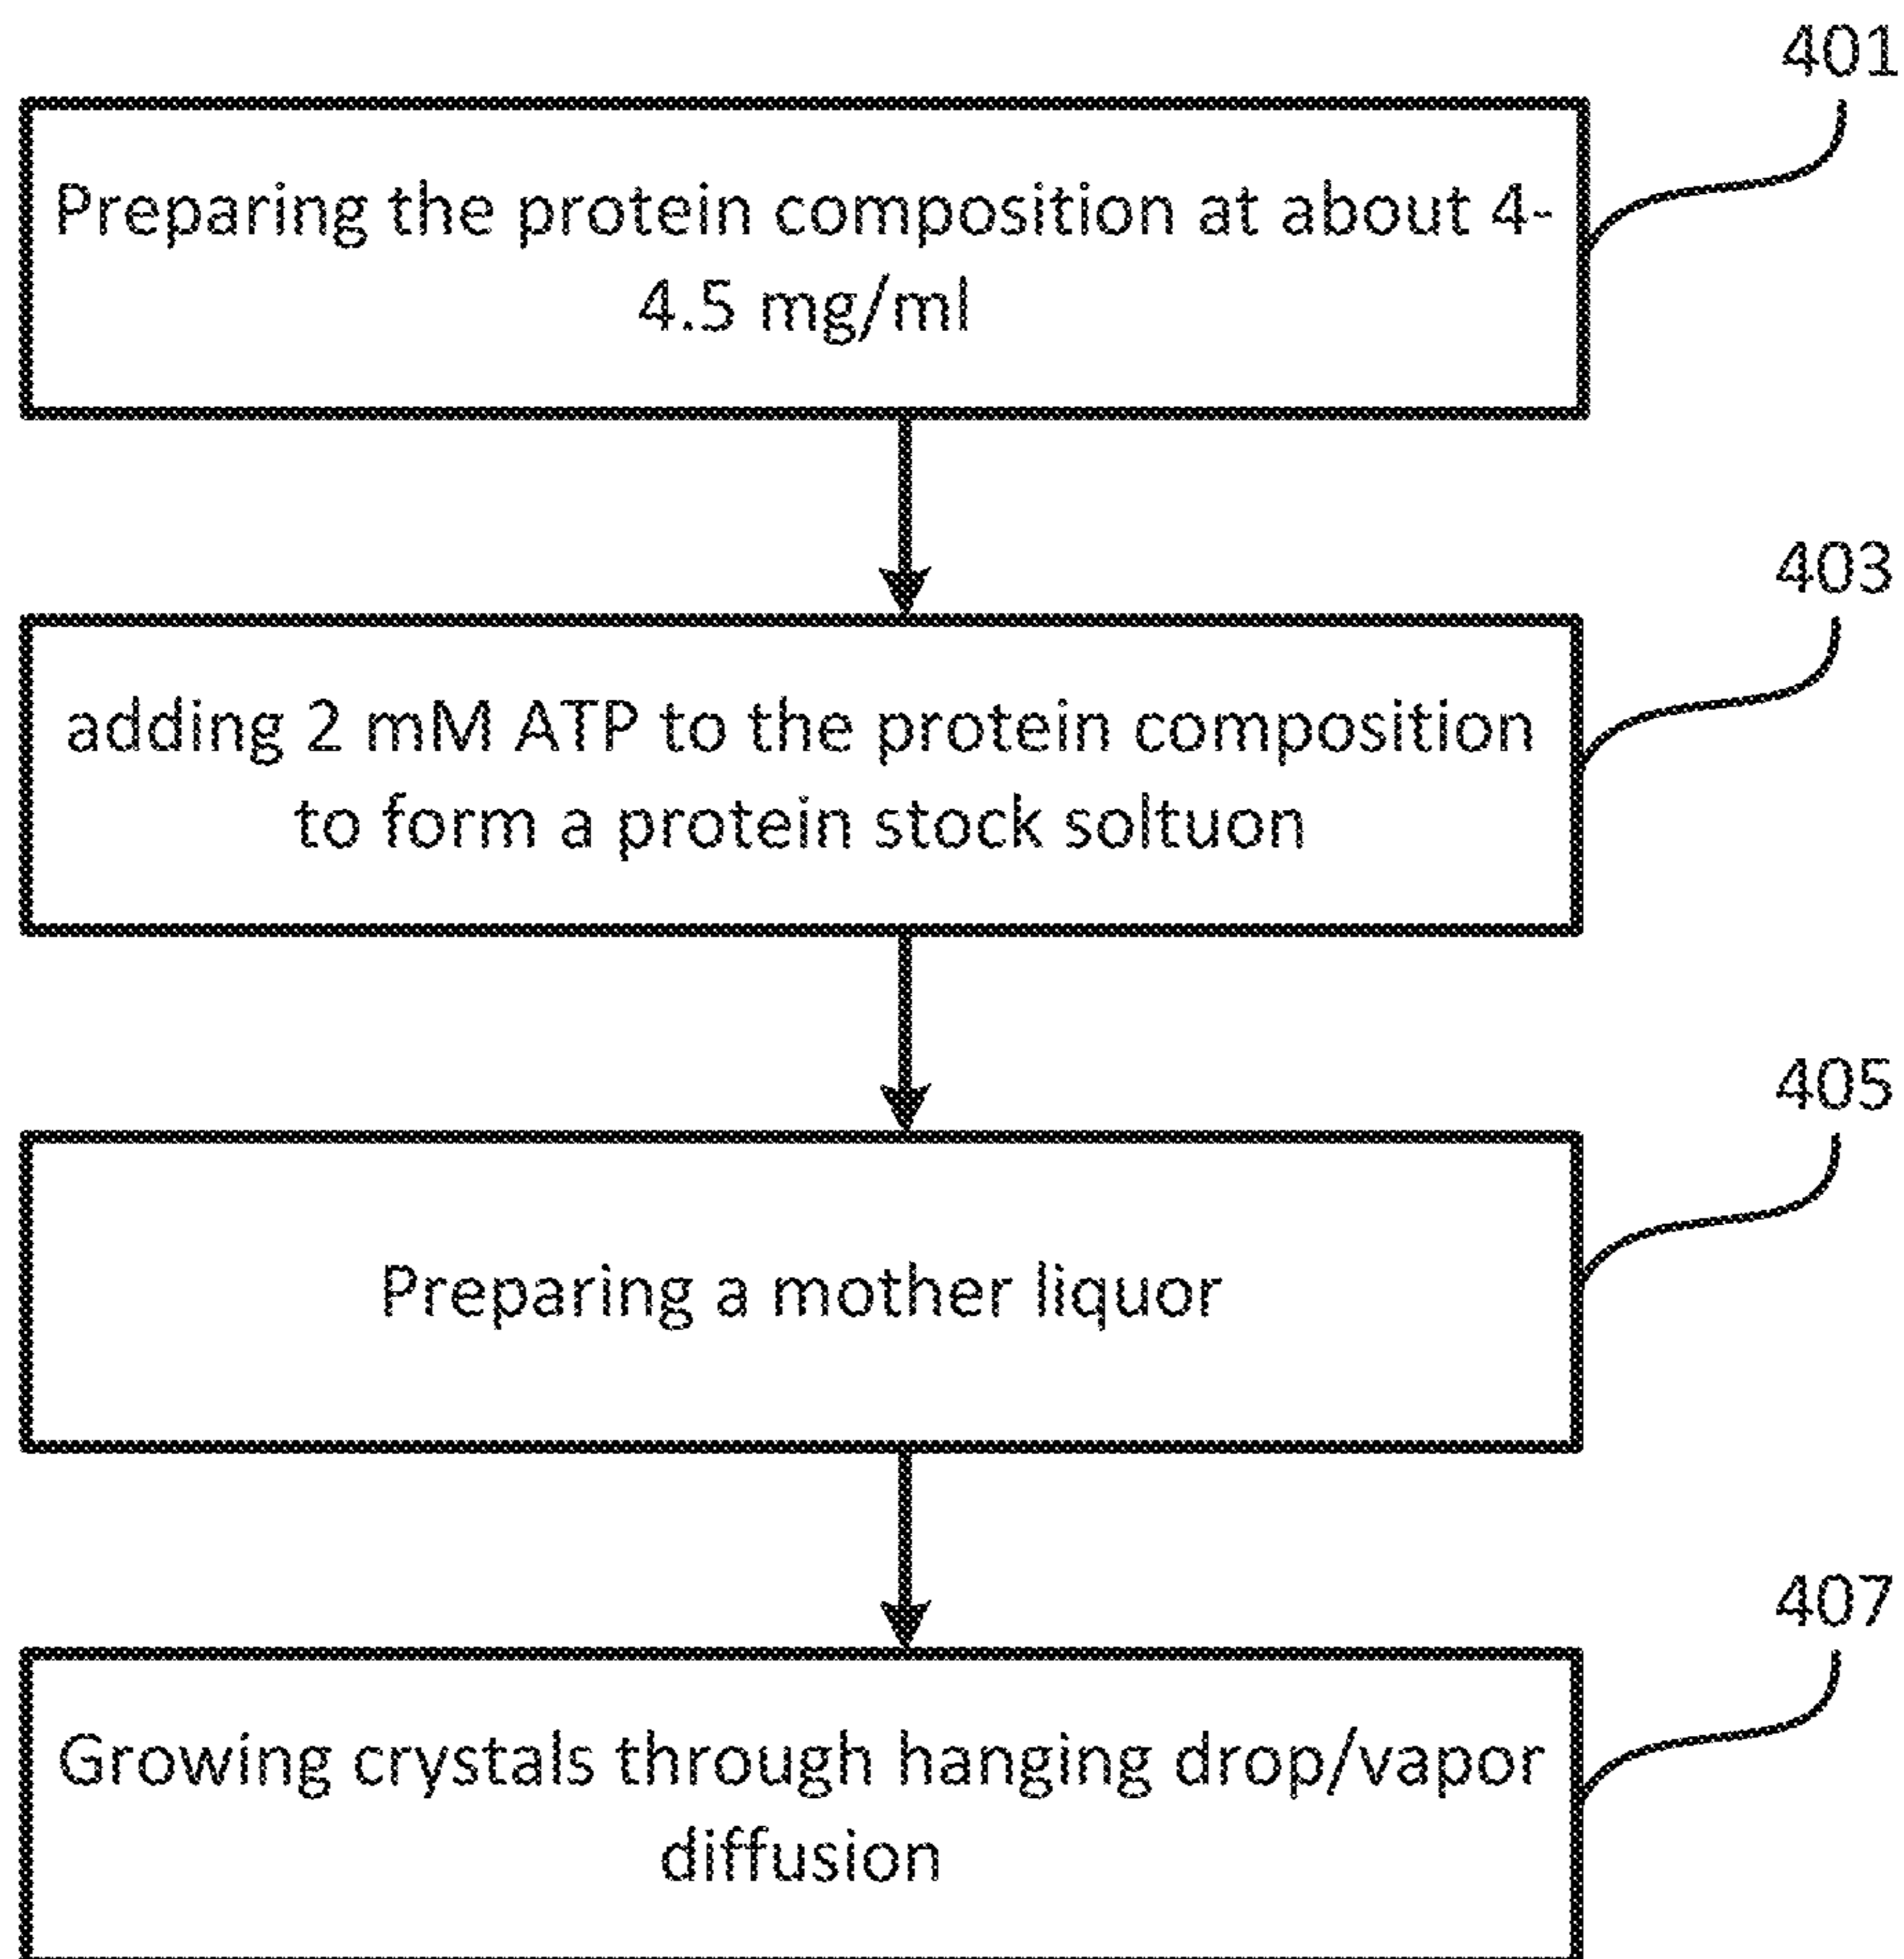 401
Preparing the protein composition at about 4-
4.5 mg/ml
403
adding 2 mM ATP to the protein composition
to form a protein stock soltuon
405
Preparing a mother liquor
407
Growing crystals through hanging drop/vapor
diffusion